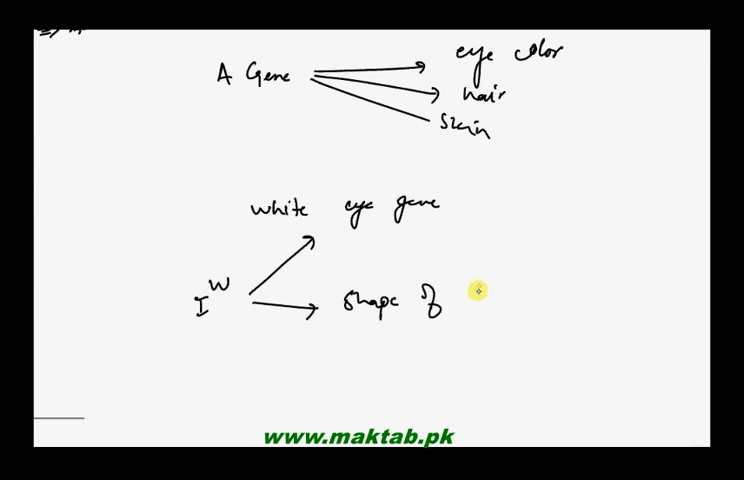 eye color
A Gene
hair
Skin
White eye gene
I^W
Shape of
www.maktab.pk